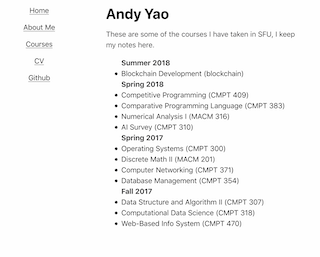 Home
About Me
Courses
CV
Github
Andy Yao
These are some of the courses I have taken in SFU, I keep
my notes here.
Summer 2018
Blockchain Development (blockchain)
Spring 2018
Competitive Programming (CMPT 409)
Comparative Programming Language (CMPT 383)
Numerical Analysis I (MACM 316)
AI Survey (CMPT 310)
Spring 2017
Operating Systems (CMPT 300)
Discrete Math II (MACM 201)
Computer Networking (CMPT 371)
Database Management (CMPT 354)
Fall 2017
Data Structure and Algorithm II (CMPT 307)
Computational Data Science (CMPT 318)
Web-Based Info System (CMPT 470)